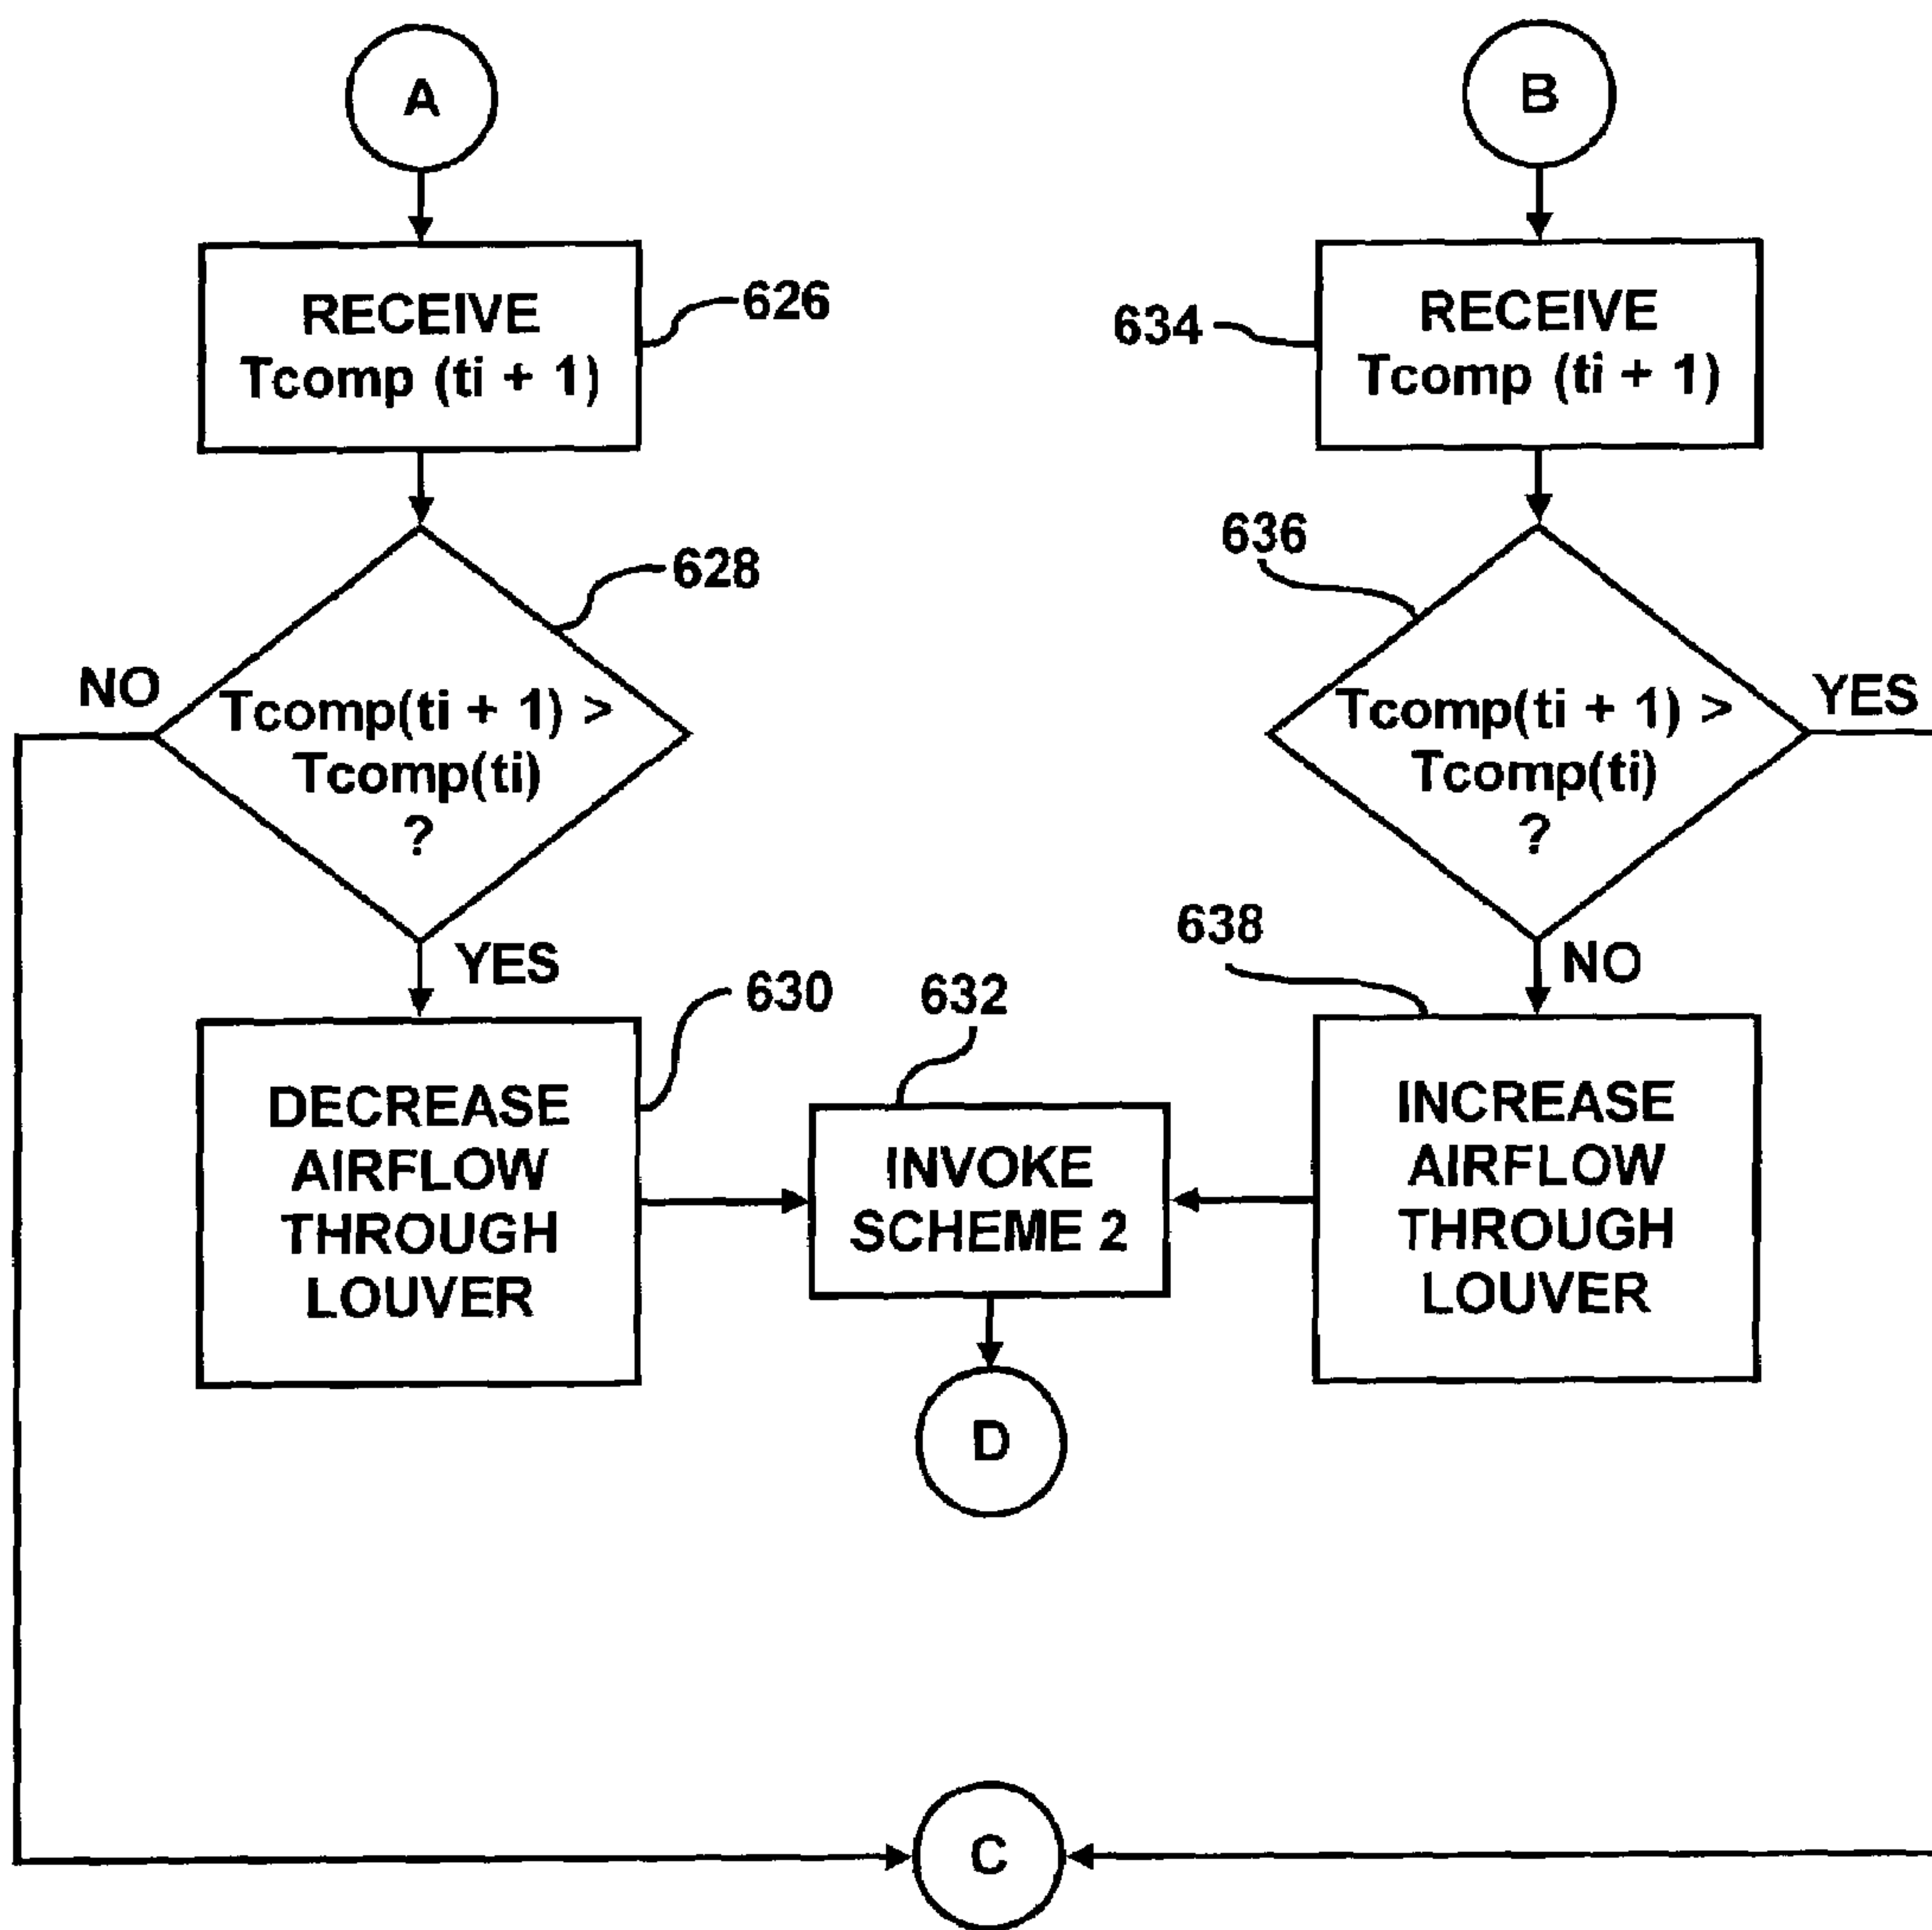 A
RECEIVE
Tcomp (ti + 1)
626
628
NO
Tcomp(ti + 1) >
Tcomp(ti)
?
YES
DECREASE
AIRFLOW
THROUGH
LOUVER
630
632
INVOKE
SCHEME 2
D
B
634
RECEIVE
Tcomp (ti + 1)
636
Tcomp(ti + 1) >
Tcomp(ti)
?
YES
NO
638
INCREASE
AIRFLOW
THROUGH
LOUVER
C